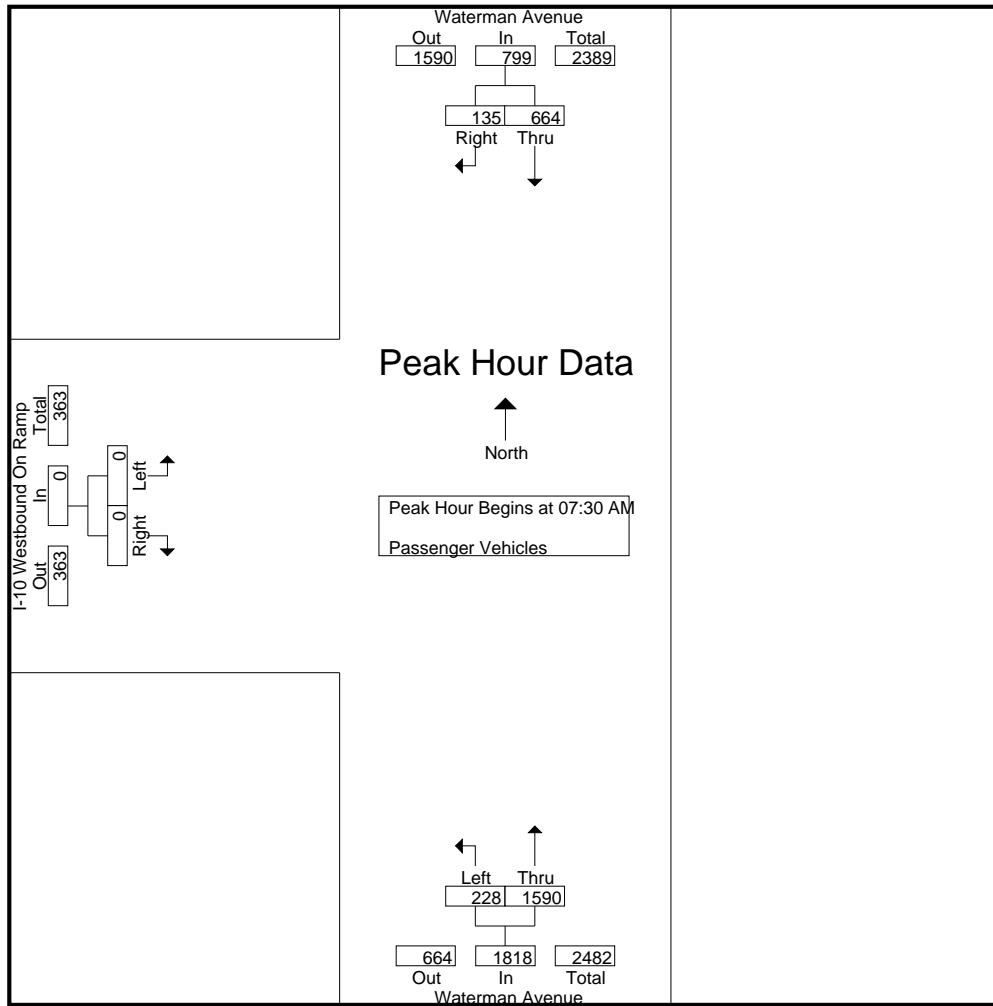 Waterman Avenue
Out In Total
1590 799 2389
135 664
Right Thru
Peak Hour Data
North
Peak Hour Begins at 07:30 AM
Passenger Vehicles
I-10 Westbound On Ramp
Out In Total
363 0 363
0 0
Right Left
Left Thru
228 1590
664 1818 2482
Out In Total
Waterman Avenue